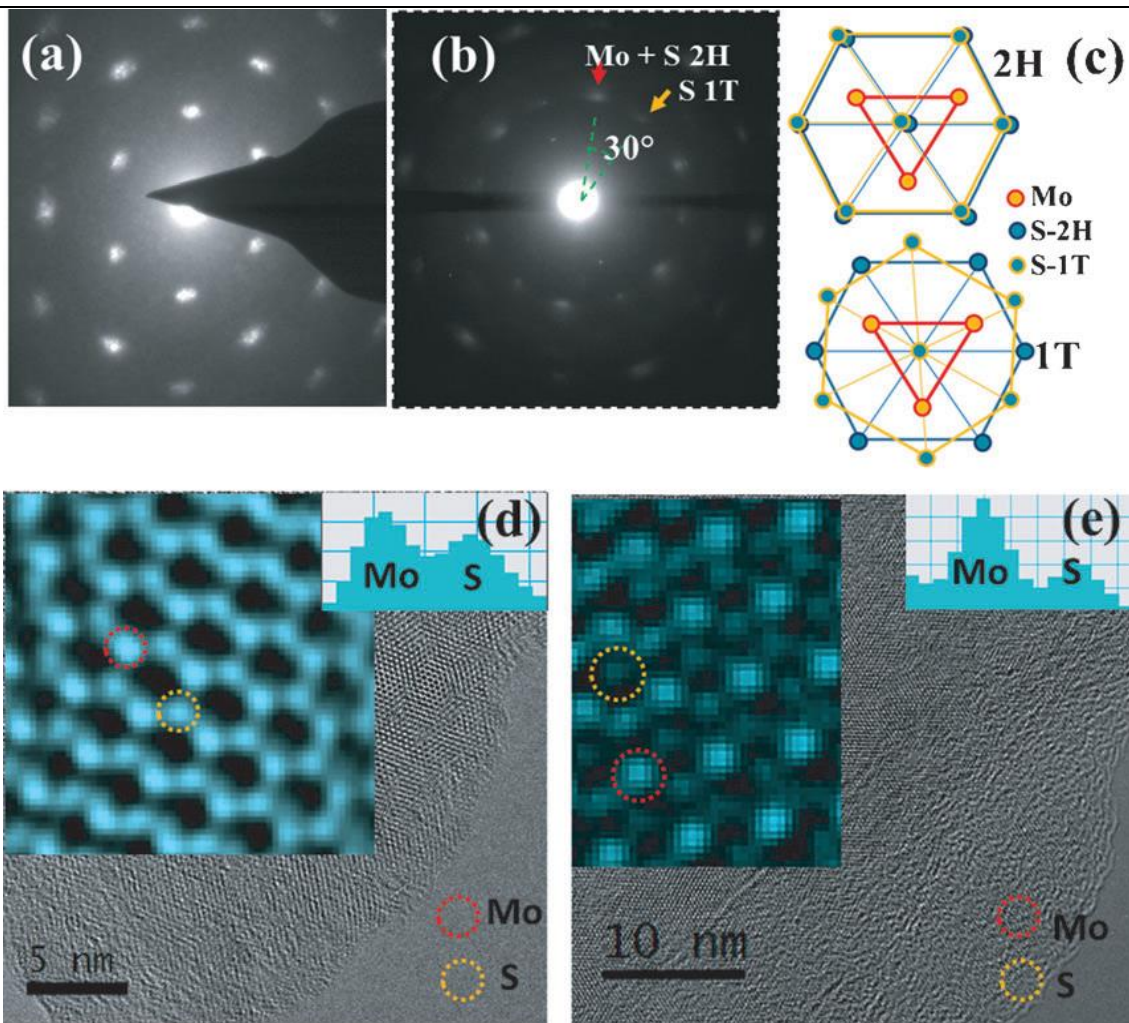 (a)
(b)
Mo + S 2H
S 1T
30°
2H
(c)
Mo
S-2H
S-1T
1T
(d)
Mo S
Mo
S
5 nm
(e)
Mo S
Mo
S
10 nm